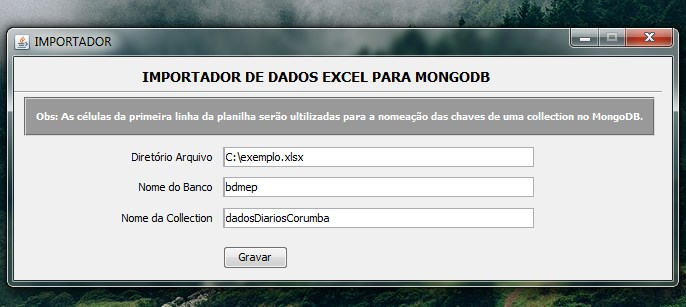 IMPORTADOR
IMPORTADOR DE DADOS EXCEL PARA MONGODB
Obs: As células da primeira linha da planilha serão ultilizadas para a nomeação das chaves de uma collection no MongoDB.
Diretório Arquivo C:\exemplo.xlsx
Nome do Banco bdmep
Nome da Collection dadosDiariosCorumba
Gravar